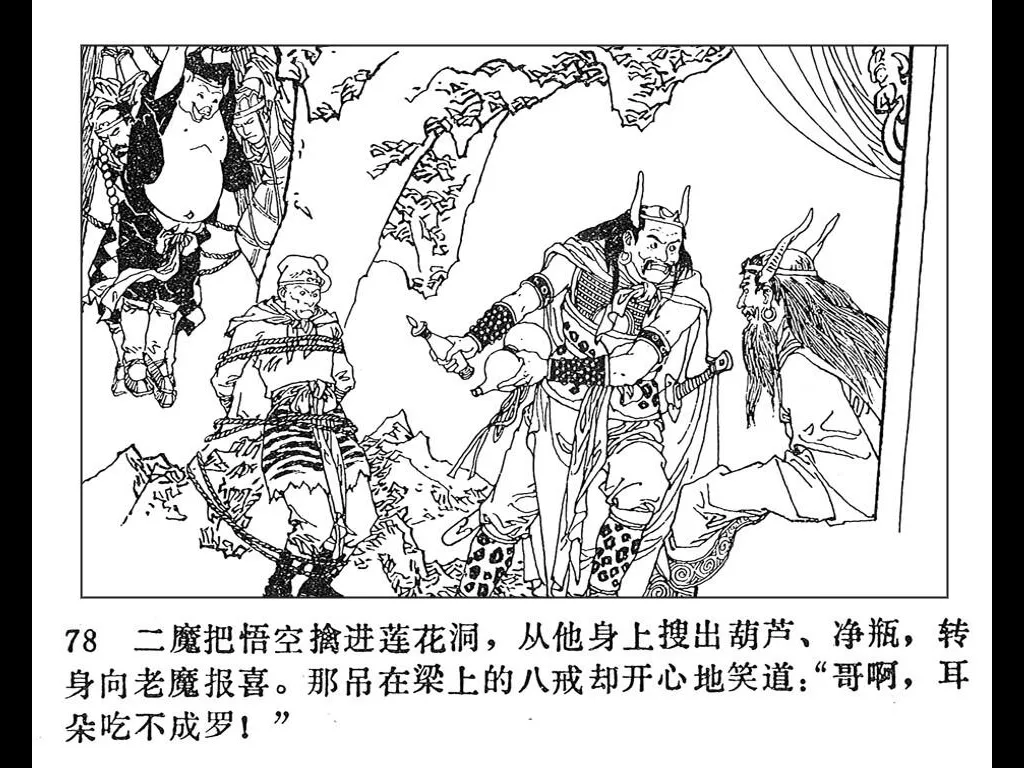 78 二魔把悟空擒进莲花洞，从他身上搜出葫芦、净瓶，转
身向老魔报喜。那吊在梁上的八戒却开心地笑道：“哥啊，耳
朵吃不成罗！”